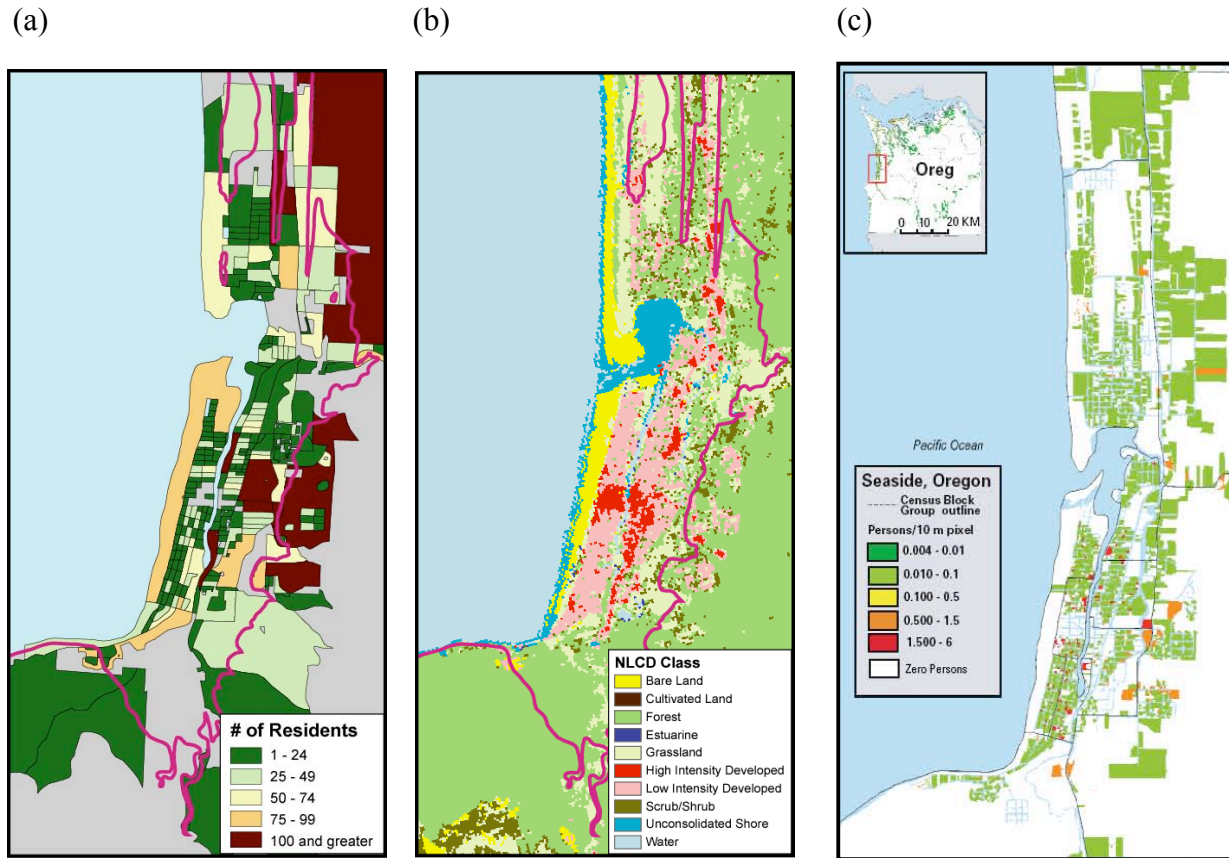 (a)
(b)
(c)
# of Residents
1 - 24
25 - 49
50 - 74
75 - 99
100 and greater
NLCD Class
Bare Land
Cultivated Land
Forest
Estuarine
Grassland
High Intensity Developed
Low Intensity Developed
Scrub/Shrub
Unconsolidated Shore
Water
Oreg
0 10 20 KM
Pacific Ocean
Seaside, Oregon
Census Block
Group outline
Persons/10 m pixel
0.004 - 0.01
0.010 - 0.1
0.100 - 0.5
0.500 - 1.5
1.500 - 6
Zero Persons